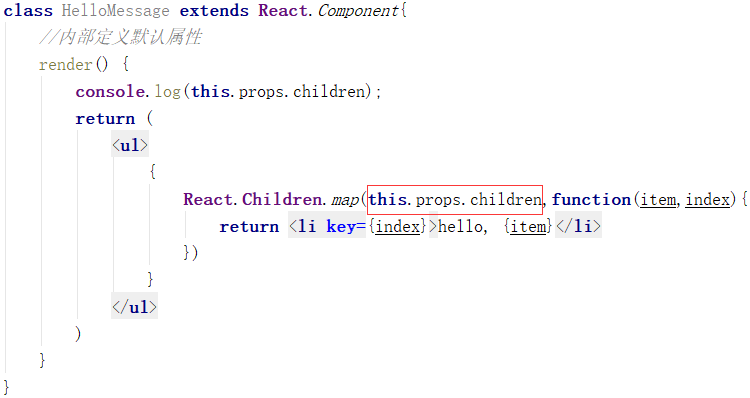 class HelloMessage extends React.Component{
//内部定义默认属性
render() {
console.log(this.props.children);
return (
<ul>
{
React.Children.map(this.props.children,function(item,index){
return <li key={index}>hello, {item}</li>
})
}
</ul>
)
}
}